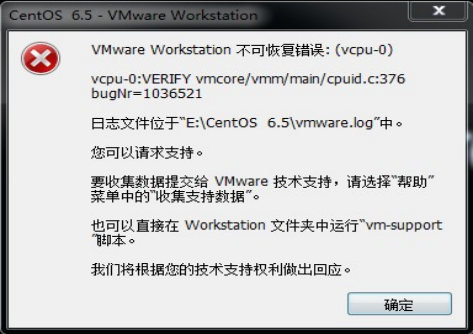 CentOS 6.5 - VMware Workstation
VMware Workstation 不可恢复错误: (vcpu-0)
vcpu-0:VERIFY vmcore/vmm/main/cpuid.c:376
bugNr=1036521
日志文件位于“E:\CentOS 6.5\vmware.log”中。
您可以请求支持。
要收集数据提交给 VMware 技术支持，请选择“帮助”
菜单中的“收集支持数据”。
也可以直接在 Workstation 文件夹中运行“vm-support
”脚本。
我们将根据您的技术支持权利做出回应。
确定